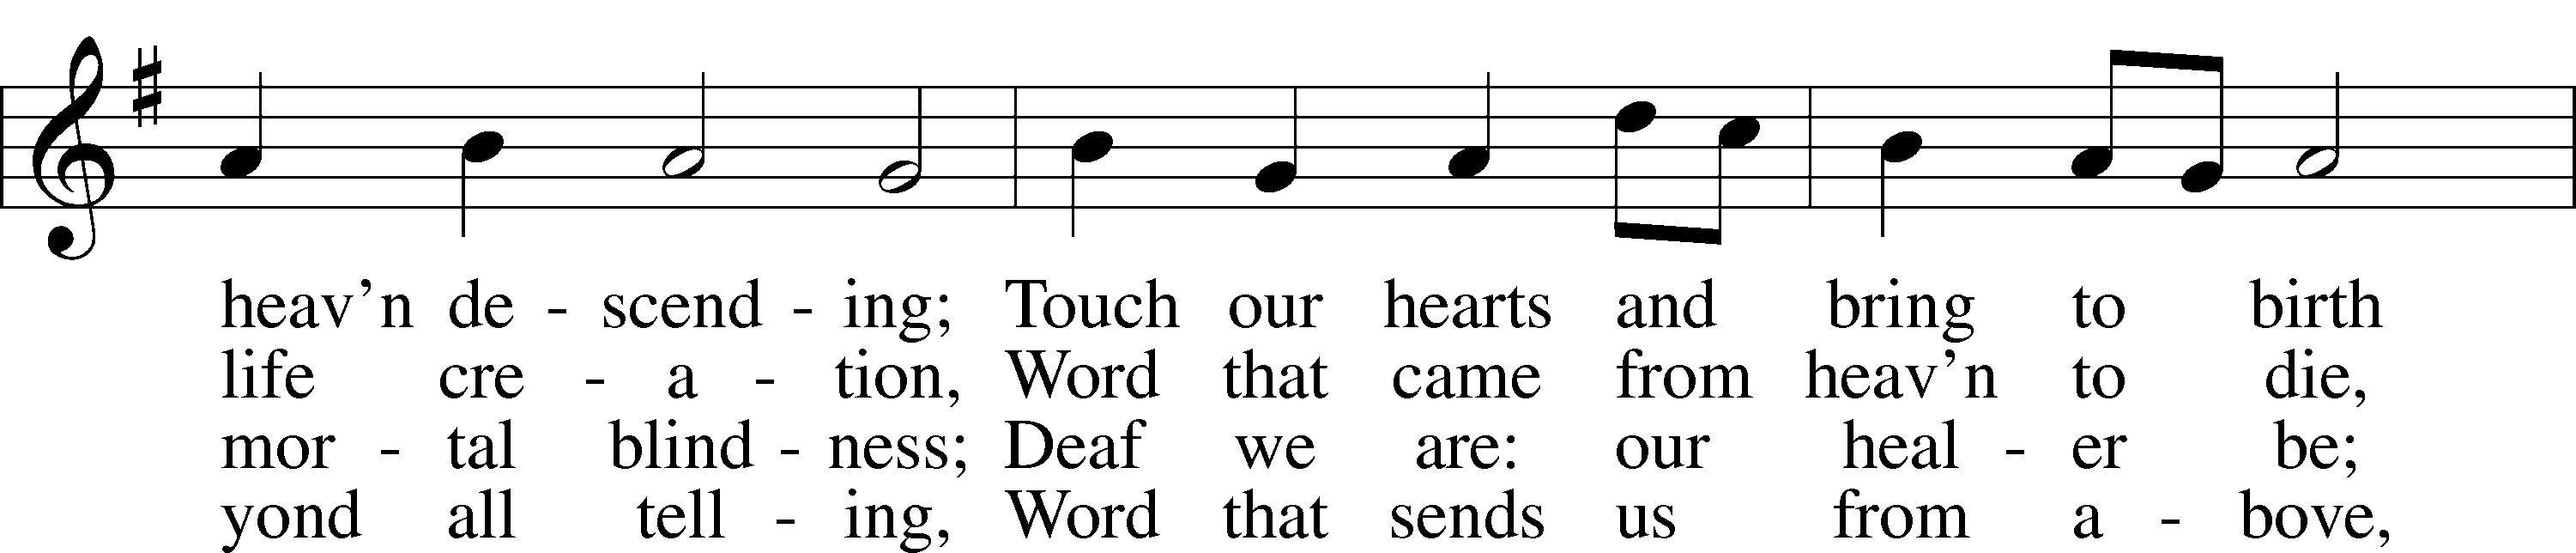 heav'n de - scend - ing; Touch our hearts and bring to birth
life cre - a - tion, Word that came from heav'n to die,
mor - tal blind - ness; Deaf we are: our heal - er be;
yond all tell - ing, Word that sends us from a - bove,